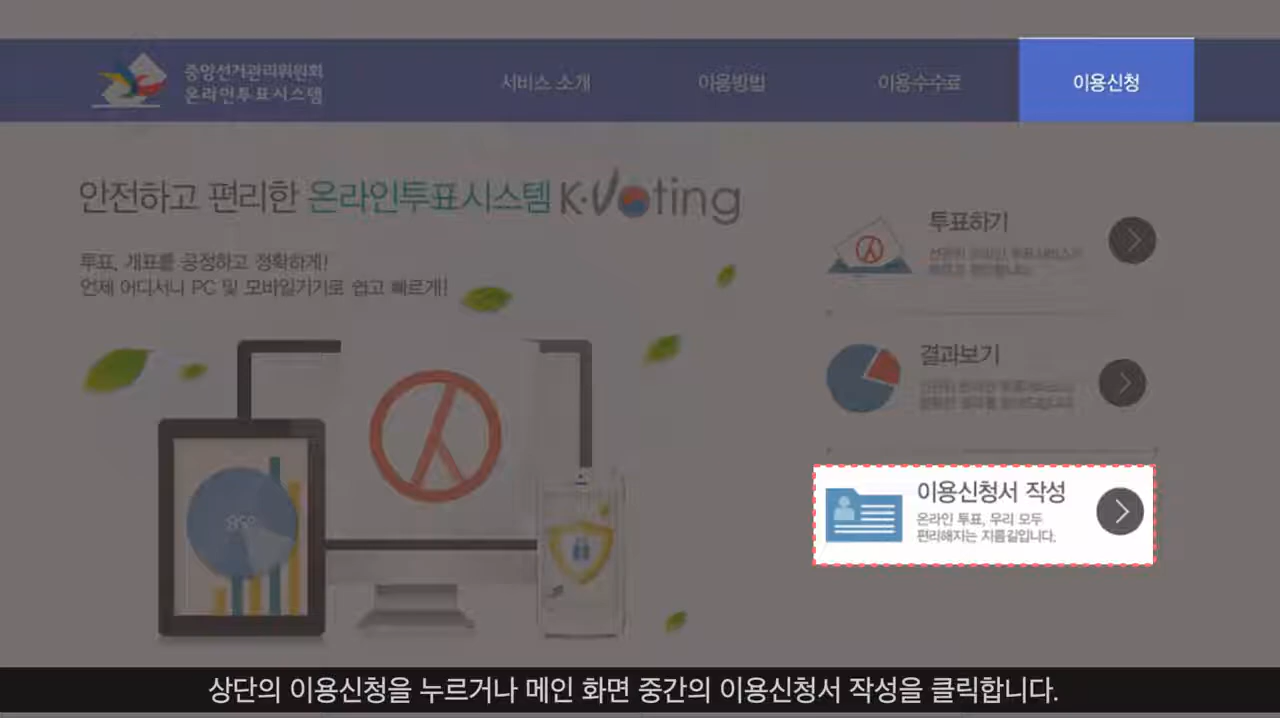 중앙선거관리위원회
온라인투표시스템
서비스 소개
이용방법
이용수수료
이용신청
안전하고 편리한 온라인투표시스템 K-Voting
투표, 개표를 공정하고 정확하게!
언제 어디서나 PC 및 모바일기기로 쉽고 빠르게!
투표하기
결과보기
이용신청서 작성
온라인 투표, 우리 모두
편리해지는 지름길입니다.
상단의 이용신청을 누르거나 메인 화면 중간의 이용신청서 작성을 클릭합니다.